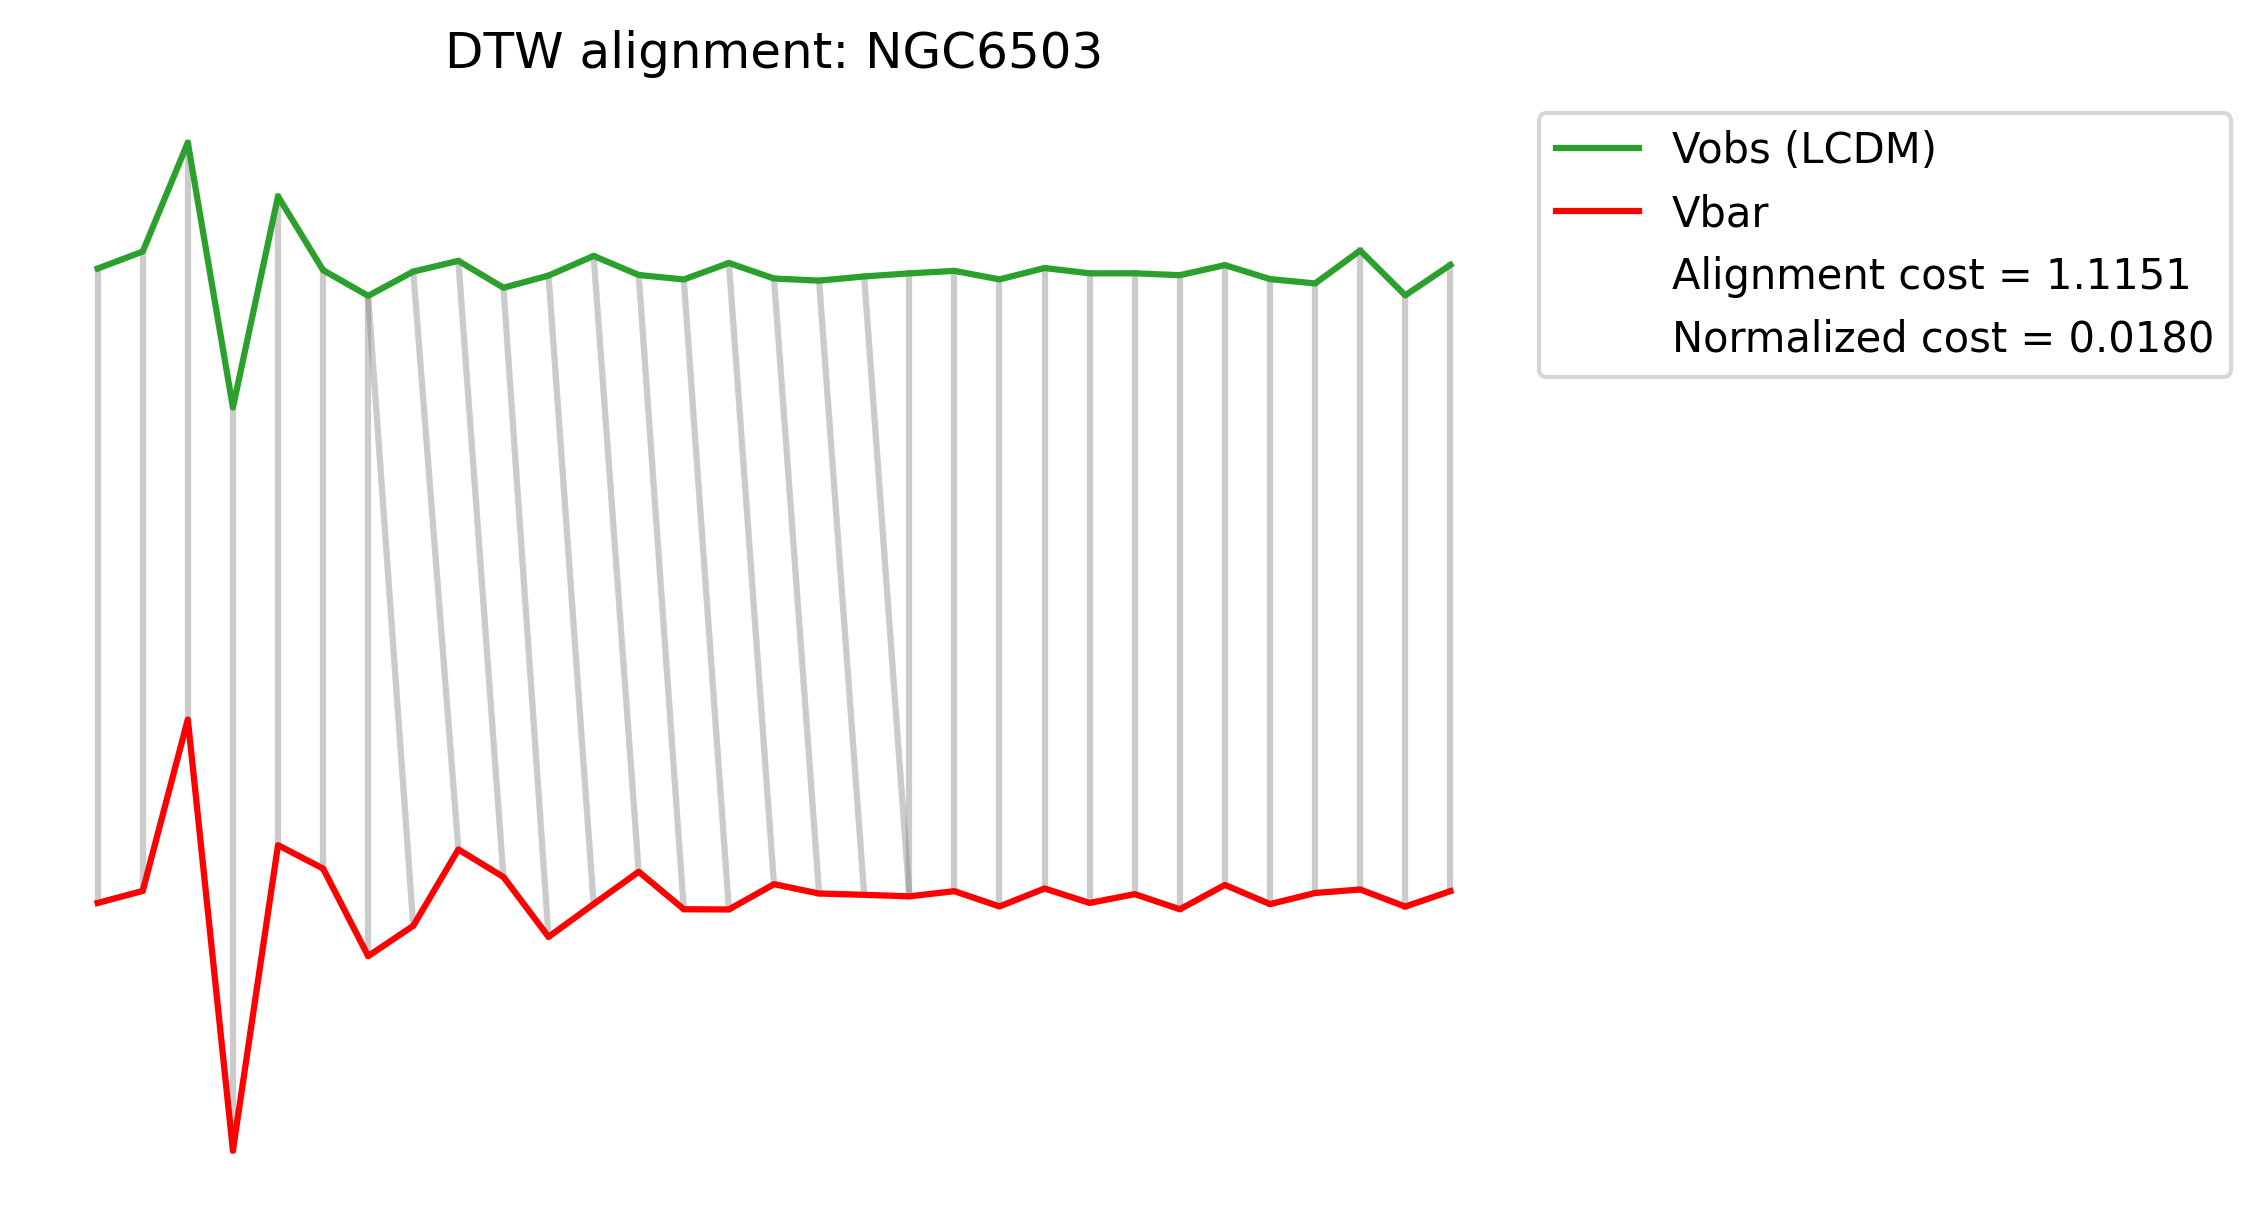 DTW alignment: NGC6503
Vobs (LCDM)
Vbar
Alignment cost = 1.1151
Normalized cost = 0.0180